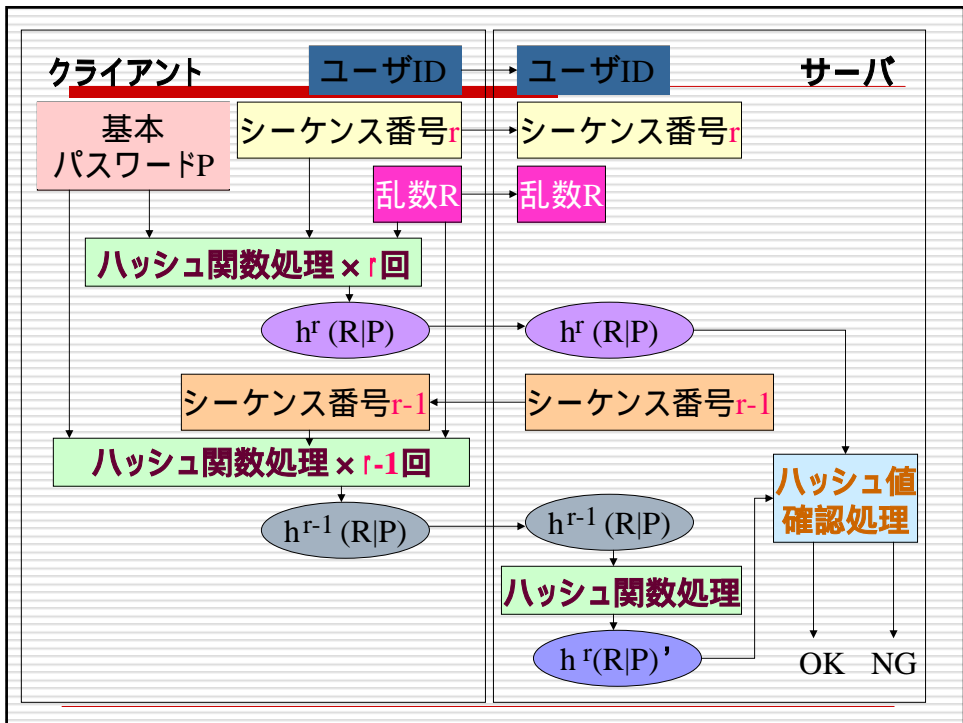 クライアント
ユーザID
ユーザID
サーバ
基本
パスワードP
シーケンス番号r
シーケンス番号r
乱数R
乱数R
ハッシュ関数処理×r回
h^r (R|P)
h^r (R|P)
シーケンス番号r-1
シーケンス番号r-1
ハッシュ関数処理×r-1回
h^r-1 (R|P)
h^r-1 (R|P)
ハッシュ値
確認処理
ハッシュ関数処理
h^r(R|P)'
OK
NG